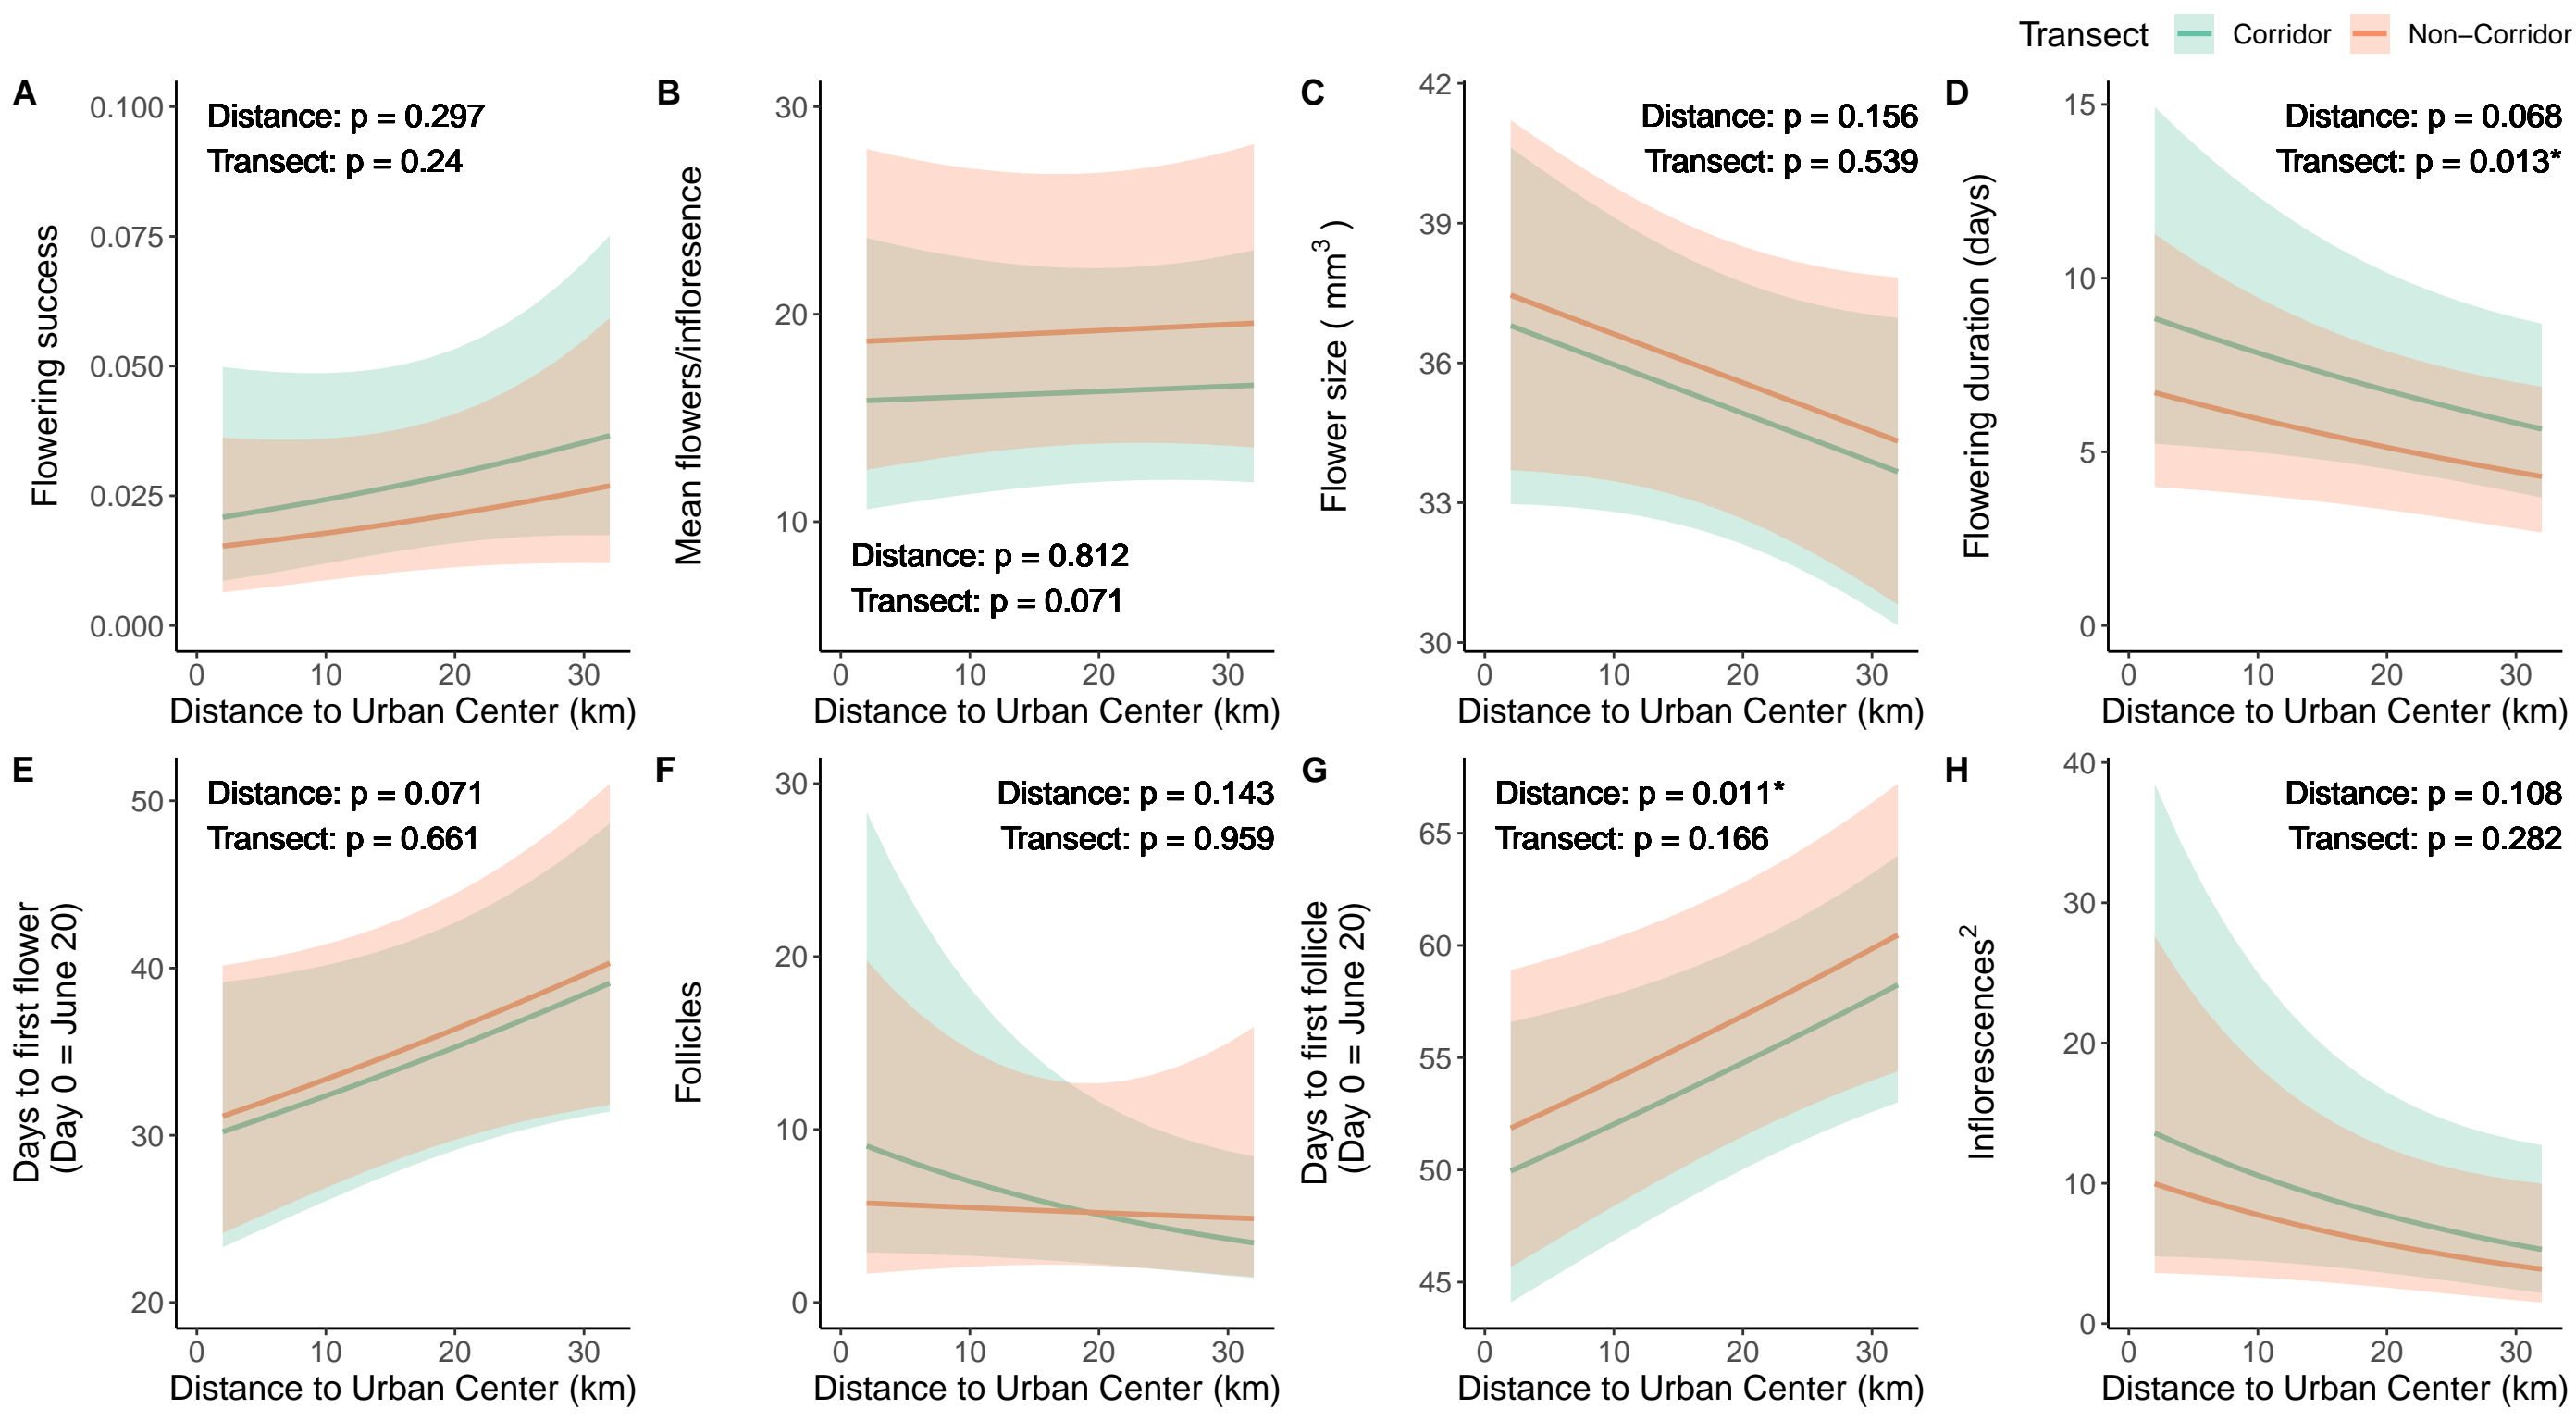 Transect Corridor Non−Corridor
A
Flowering success
0.100
0.075
0.050
0.025
0.000
Distance: p = 0.297
Transect: p = 0.24
0 10 20 30
Distance to Urban Center (km)
B
Mean flowers/infloresence
30
20
10
Distance: p = 0.812
Transect: p = 0.071
0 10 20 30
Distance to Urban Center (km)
C
Flower size ( mm3 )
42
39
36
33
30
Distance: p = 0.156
Transect: p = 0.539
0 10 20 30
Distance to Urban Center (km)
D
Flowering duration (days)
15
10
5
0
Distance: p = 0.068
Transect: p = 0.013*
0 10 20 30
Distance to Urban Center (km)
E
Days to first flower
(Day 0 = June 20)
50
40
30
20
Distance: p = 0.071
Transect: p = 0.661
0 10 20 30
Distance to Urban Center (km)
F
Follicles
30
20
10
0
Distance: p = 0.143
Transect: p = 0.959
0 10 20 30
Distance to Urban Center (km)
G
Days to first follicle
(Day 0 = June 20)
65
60
55
50
45
Distance: p = 0.011*
Transect: p = 0.166
0 10 20 30
Distance to Urban Center (km)
H
Inflorescences2
40
30
20
10
0
Distance: p = 0.108
Transect: p = 0.282
0 10 20 30
Distance to Urban Center (km)